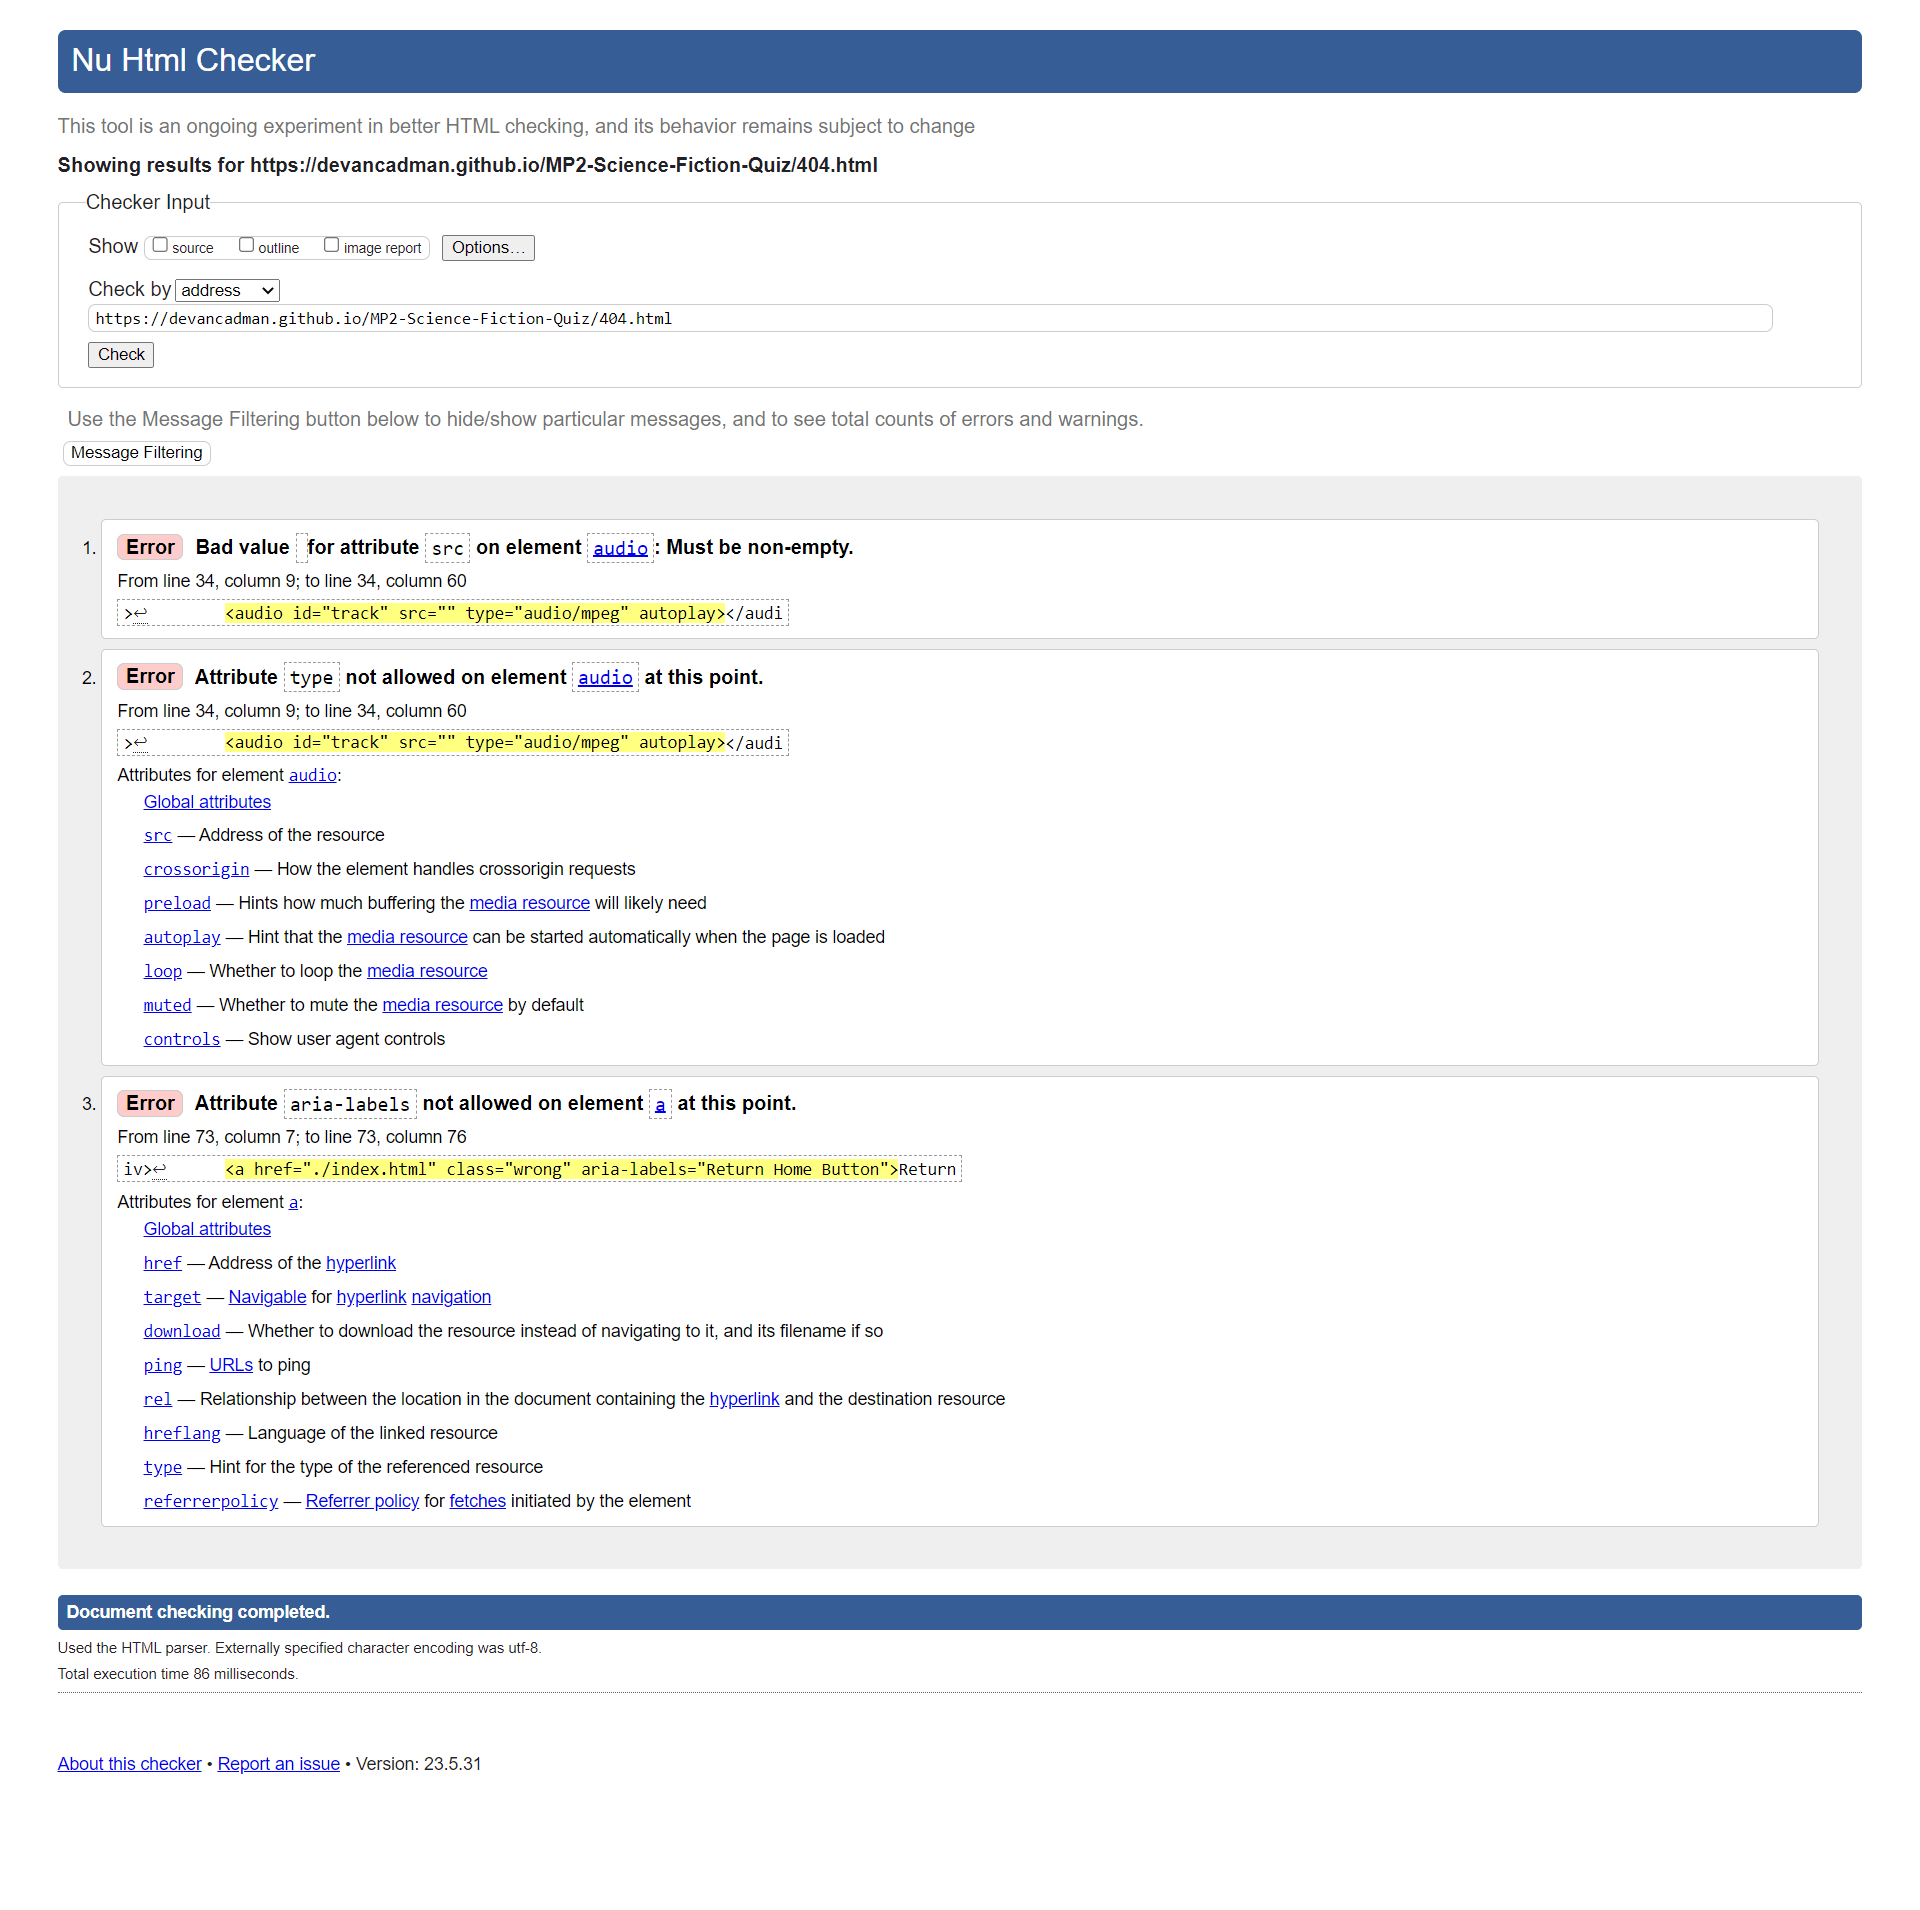 Nu Html Checker
This tool is an ongoing experiment in better HTML checking, and its behavior remains subject to change
Showing results for https://devancadman.github.io/MP2-Science-Fiction-Quiz/404.html
Checker Input
Show source outline image report Options...
Check by address
https://devancadman.github.io/MP2-Science-Fiction-Quiz/404.html
Check
Use the Message Filtering button below to hide/show particular messages, and to see total counts of errors and warnings.
Message Filtering
1. Error Bad value for attribute src on element audio: Must be non-empty.
From line 34, column 9; to line 34, column 60
>↩        <audio id="track" src="" type="audio/mpeg" autoplay></audi
2. Error Attribute type not allowed on element audio at this point.
From line 34, column 9; to line 34, column 60
>↩        <audio id="track" src="" type="audio/mpeg" autoplay></audi
Attributes for element audio:
Global attributes
src — Address of the resource
crossorigin — How the element handles crossorigin requests
preload — Hints how much buffering the media resource will likely need
autoplay — Hint that the media resource can be started automatically when the page is loaded
loop — Whether to loop the media resource
muted — Whether to mute the media resource by default
controls — Show user agent controls
3. Error Attribute aria-labels not allowed on element a at this point.
From line 73, column 7; to line 73, column 76
iv>↩      <a href="./index.html" class="wrong" aria-labels="Return Home Button">Return
Attributes for element a:
Global attributes
href — Address of the hyperlink
target — Navigable for hyperlink navigation
download — Whether to download the resource instead of navigating to it, and its filename if so
ping — URLs to ping
rel — Relationship between the location in the document containing the hyperlink and the destination resource
hreflang — Language of the linked resource
type — Hint for the type of the referenced resource
referrerpolicy — Referrer policy for fetches initiated by the element
Document checking completed.
Used the HTML parser. Externally specified character encoding was utf-8.
Total execution time 86 milliseconds.
About this checker • Report an issue • Version: 23.5.31